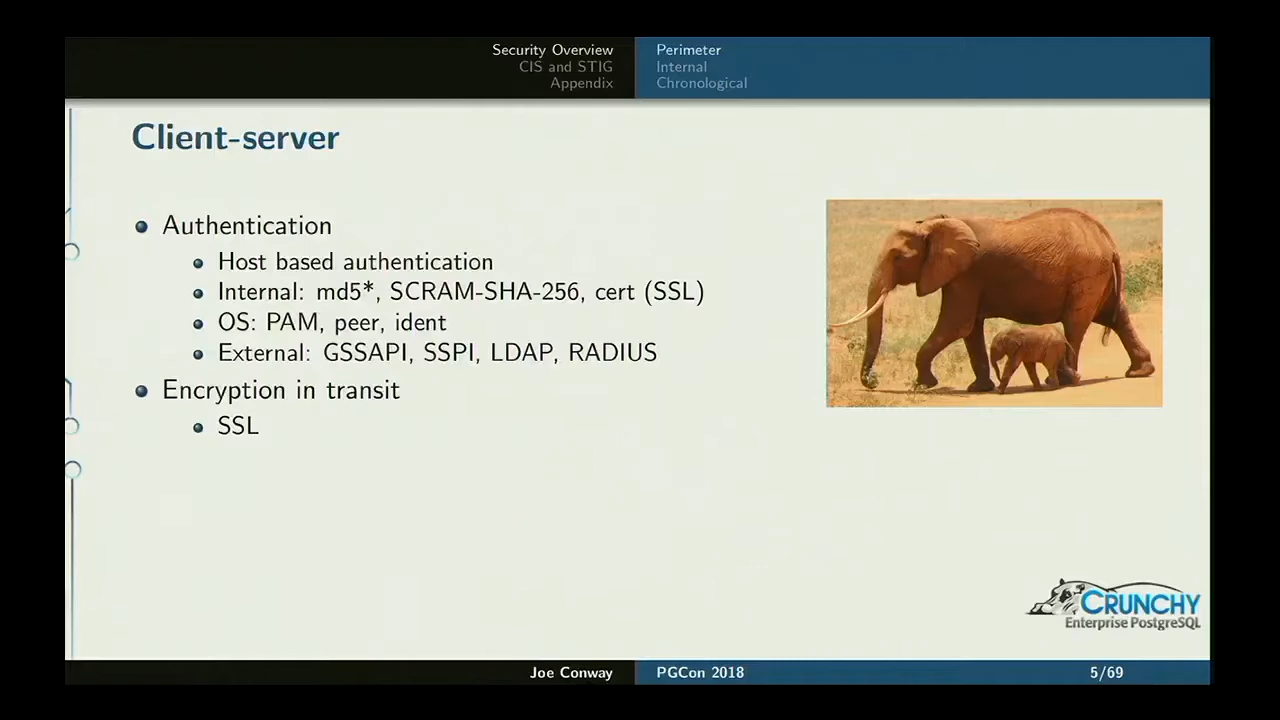 Security Overview
CIS and STIG
Appendix
Perimeter
Internal
Chronological
Client-server
Authentication
Host based authentication
Internal: md5*, SCRAM-SHA-256, cert (SSL)
OS: PAM, peer, ident
External: GSSAPI, SSPI, LDAP, RADIUS
Encryption in transit
SSL
CRUNCHY
Enterprise PostgreSQL
Joe Conway
PGCon 2018
5/69